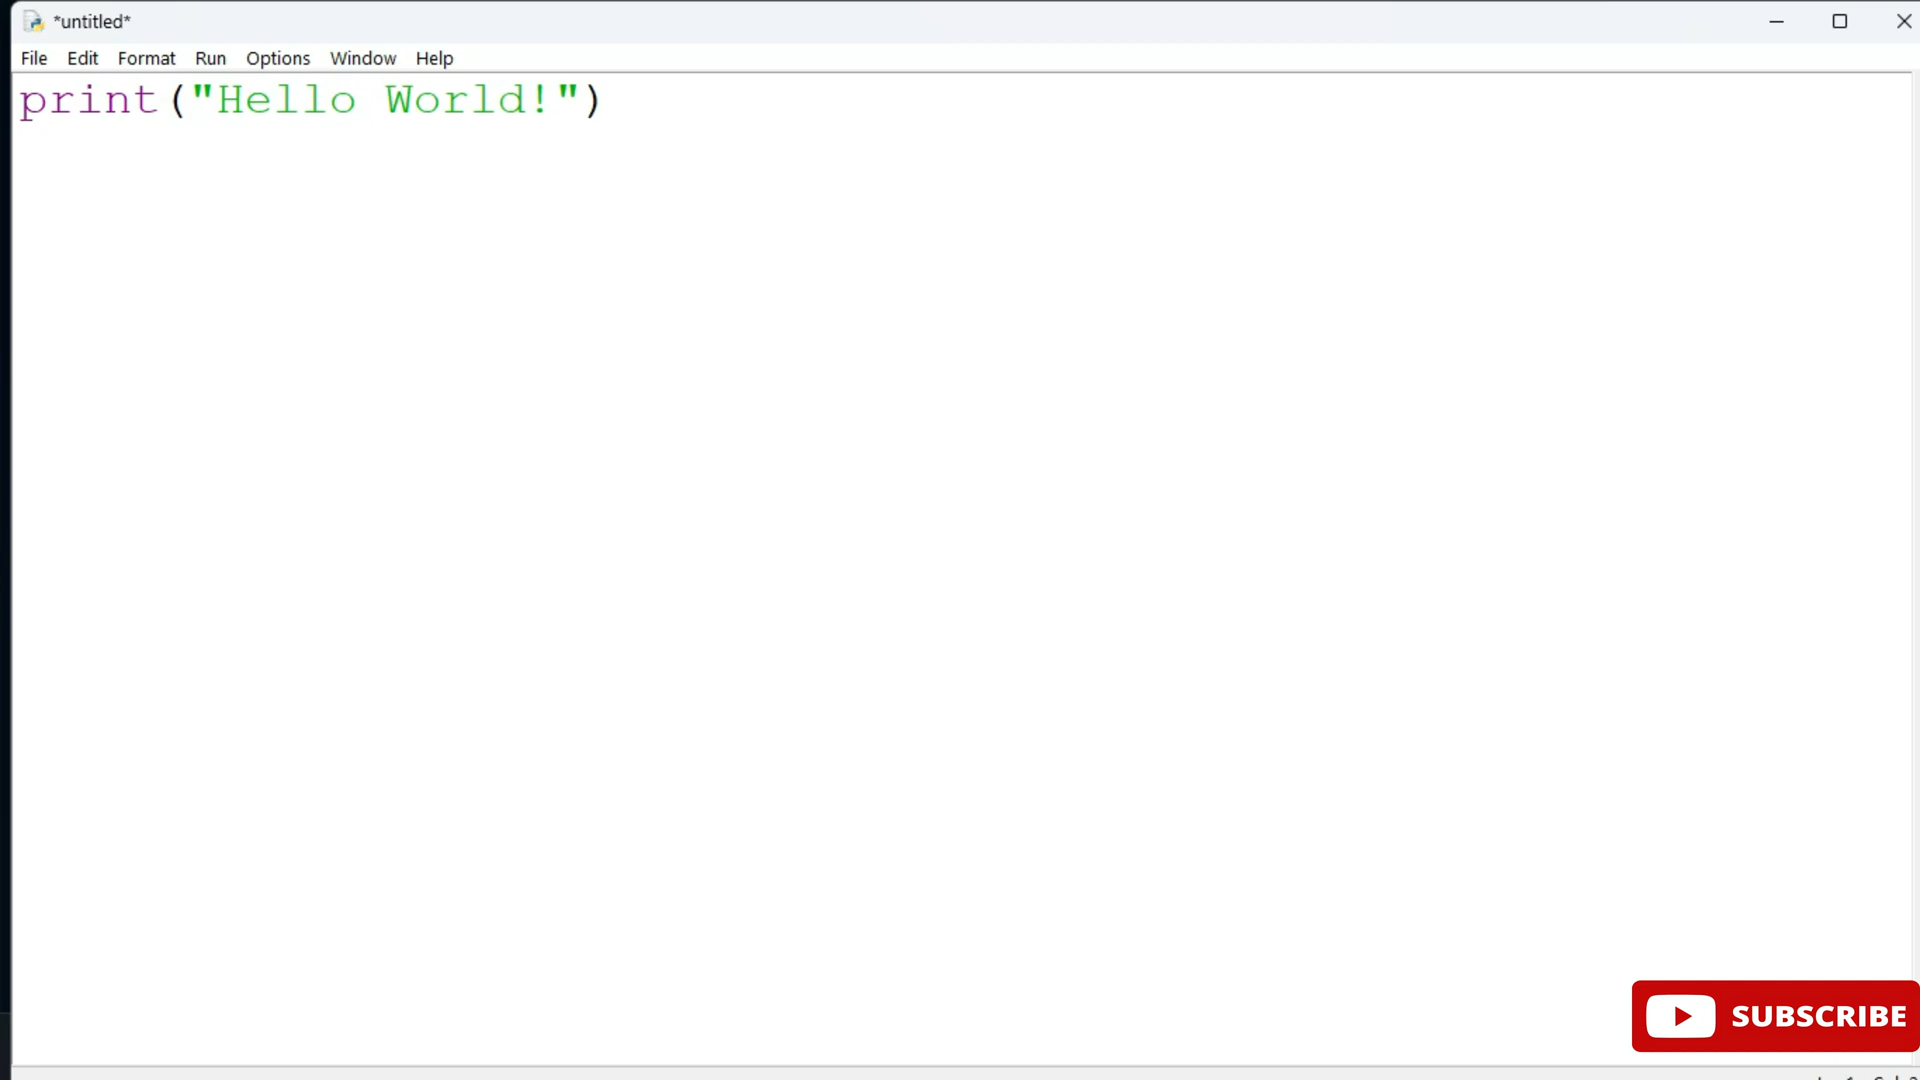 *untitled*
File Edit Format Run Options Window Help
print("Hello World!")
SUBSCRIBE